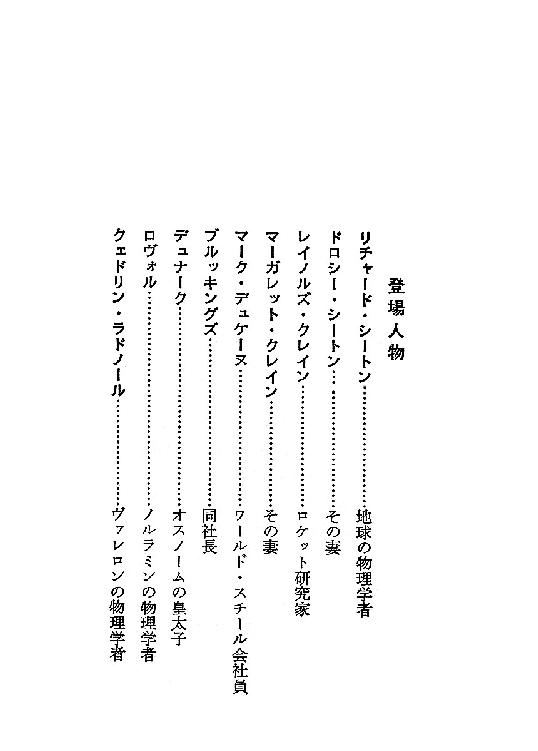 登場人物
リチャード・シートン……………………地球の物理学者
ドロシー・シートン……………………その妻
レイノルズ・クレイン……………………ロケット研究家
マーガレット・クレイン……………………その妻
マーク・デュケーヌ……………………ワールド・スチール会社員
ブルッキングズ……………………同社長
デュナーク……………………オスノームの皇太子
ロヴォル……………………ノルラミンの物理学者
クェドリン・ラドノール……………………ヴァレロンの物理学者